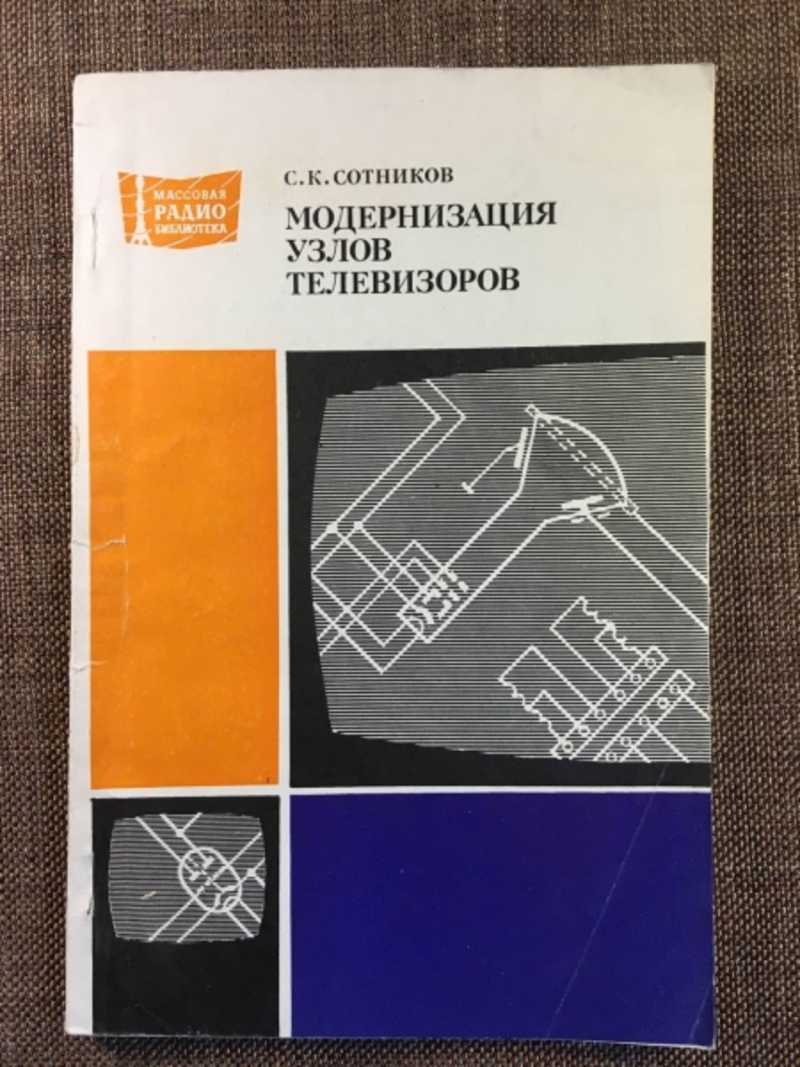 МАССОВАЯ
РАДИО
БИБЛИОТЕКА
С.К.СОТНИКОВ
МОДЕРНИЗАЦИЯ
УЗЛОВ
ТЕЛЕВИЗОРОВ